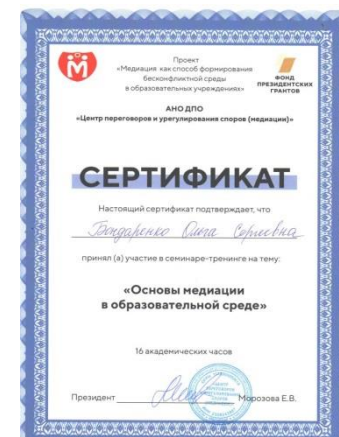 Проект
«Медиация как способ формирования
бесконфликтной среды
в образовательных учреждениях»
ФОНД
ПРЕЗИДЕНТСКИХ
ГРАНТОВ
АНО ДПО
«Центр переговоров и урегулирования споров (медиации)»
СЕРТИФИКАТ
Настоящий сертификат подтверждает, что
Бондаренко Ольга Сергеевна
принял (а) участие в семинаре-тренинге на тему:
«Основы медиации
в образовательной среде»
16 академических часов
Президент Морозова Е.В.